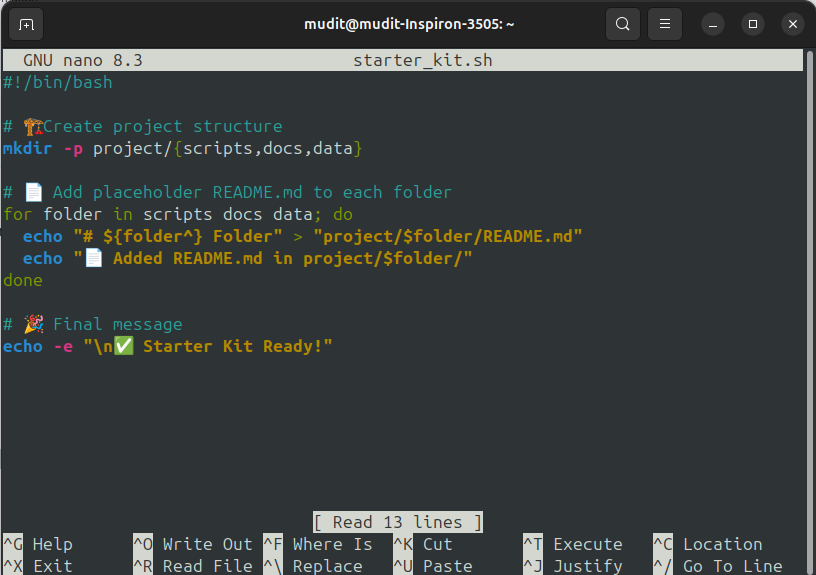 mudit@mudit-Inspiron-3505: ~
GNU nano 8.3 starter_kit.sh
#!/bin/bash

# 🏗️Create project structure
mkdir -p project/{scripts,docs,data}

# 📄 Add placeholder README.md to each folder
for folder in scripts docs data; do
  echo "# ${folder^} Folder" > "project/$folder/README.md"
  echo "📄 Added README.md in project/$folder/"
done

# 🎉 Final message
echo -e "\n✅ Starter Kit Ready!"

[ Read 13 lines ]
^G Help ^O Write Out ^F Where Is ^K Cut ^T Execute ^C Location
^X Exit ^R Read File ^\ Replace ^U Paste ^J Justify ^/ Go To Line